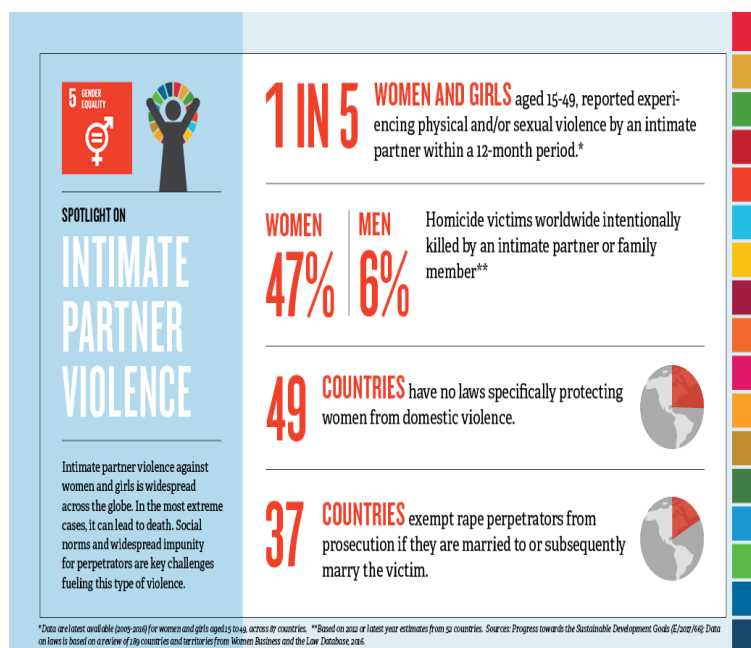 5 GENDER
EQUALITY
SPOTLIGHT ON
INTIMATE
PARTNER
VIOLENCE
Intimate partner violence against
women and girls is widespread
across the globe. In the most extreme
cases, it can lead to death. Social
norms and widespread impunity
for perpetrators are key challenges
fueling this type of violence.
1 IN 5 WOMEN AND GIRLS aged 15-49, reported experi-
encing physical and/or sexual violence by an intimate
partner within a 12-month period.*
WOMEN
47%
MEN
6%
Homicide victims worldwide intentionally
killed by an intimate partner or family
member**
49 COUNTRIES have no laws specifically protecting
women from domestic violence.
37 COUNTRIES exempt rape perpetrators from
prosecution if they are married to or subsequently
marry the victim.
*Data are latest available (2005-2016) for women and girls aged 15 to 49, across 87 countries. **Based on 2012 or latest year estimates from 52 countries. Sources: Progress towards the Sustainable Development Goals (E/2017/66); Data
on laws is based on a review of 189 countries and territories from Women Business and the Law Database, 2016.